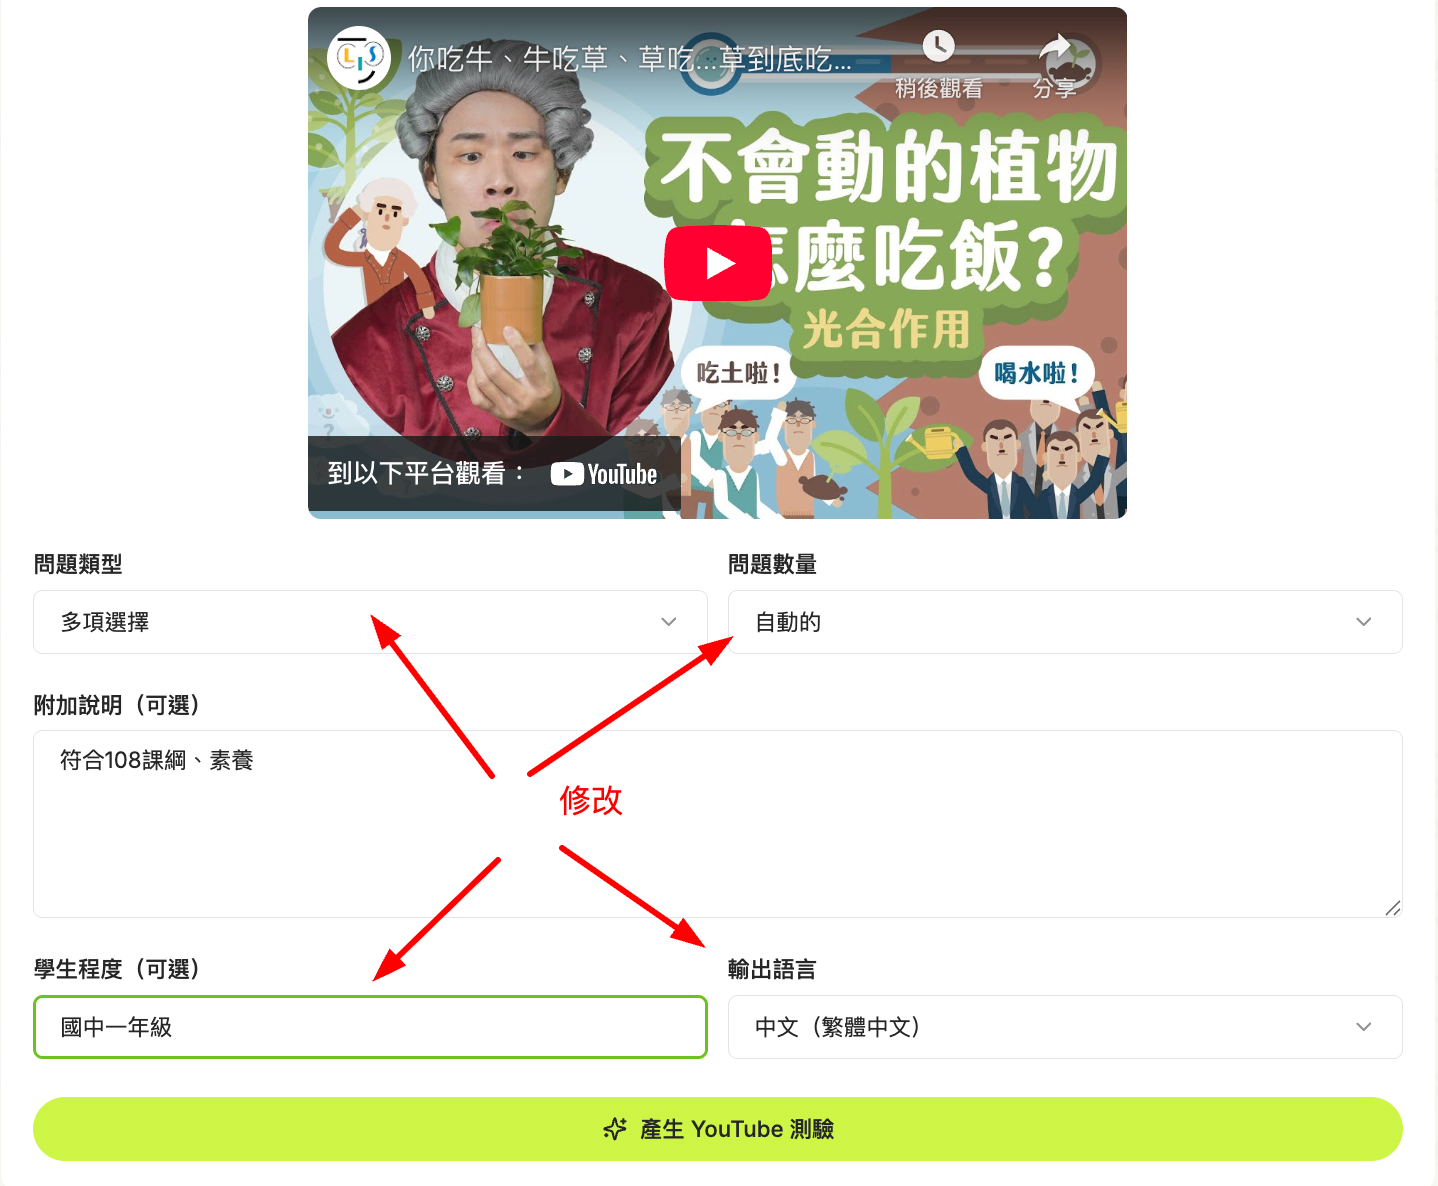 LIS
你吃牛、牛吃草、草吃...草到底吃...
稍後觀看
分享
不會動的植物
怎麼吃飯?
光合作用
吃土啦!
喝水啦!
?
到以下平台觀看: YouTube
問題類型
問題數量
多項選擇
自動的
附加說明（可選）
符合108課綱、素養
修改
學生程度（可選）
輸出語言
國中一年級
中文（繁體中文）
產生 YouTube 測驗